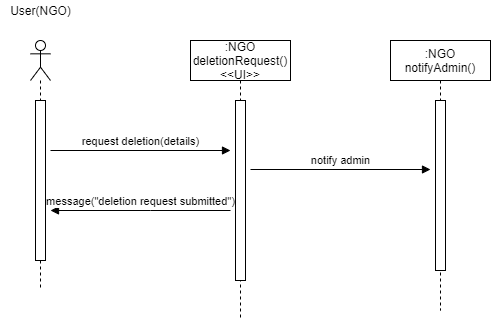 User(NGO)
:NGO
deletionRequest()
<<UI>>
:NGO
notifyAdmin()
request deletion(details)
notify admin
message("deletion request submitted")